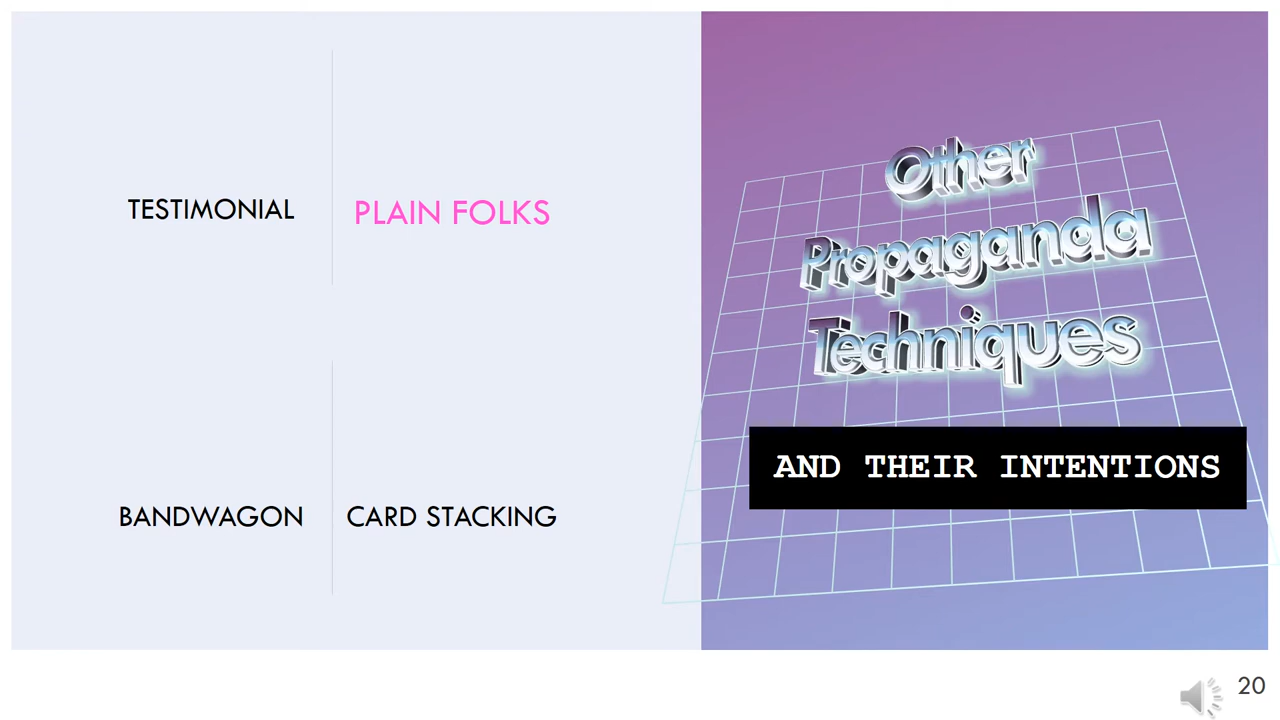 TESTIMONIAL
PLAIN FOLKS
BANDWAGON
CARD STACKING
Other
Propaganda
Techniques
AND THEIR INTENTIONS
20